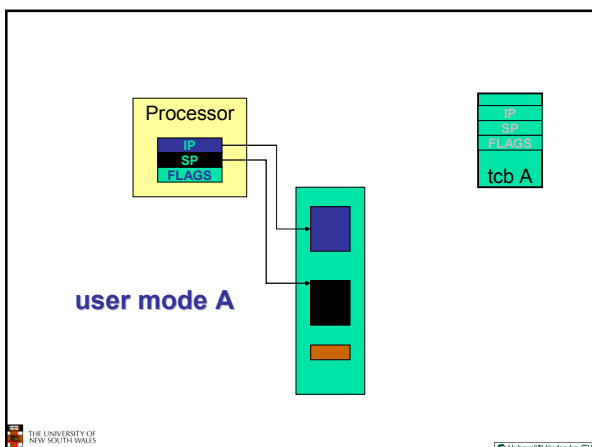 Processor
IP
SP
FLAGS
IP
SP
FLAGS
tcb A
user mode A
THE UNIVERSITY OF
NEW SOUTH WALES